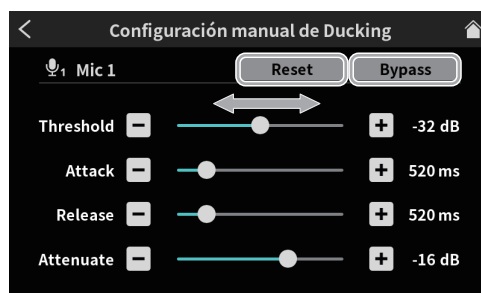 Configuración manual de Ducking
1 Mic 1 Reset Bypass
Threshold - + -32 dB
Attack - + 520 ms
Release - + 520 ms
Attenuate - + -16 dB